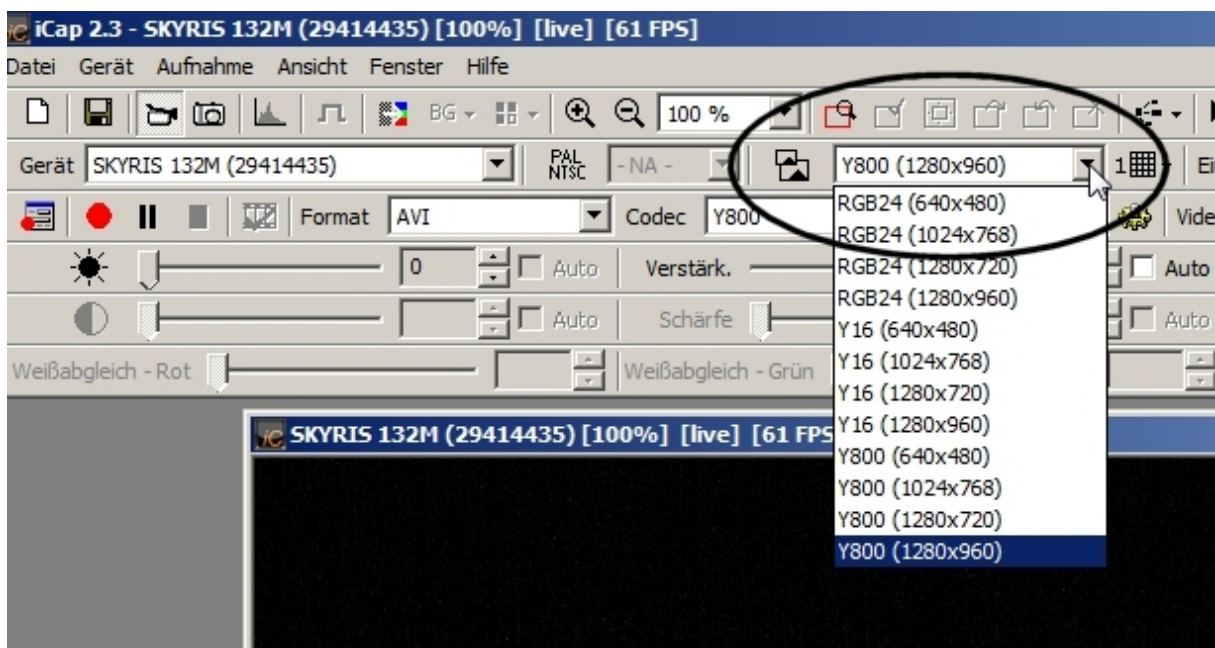 iCap 2.3 - SKYRIS 132M (29414435) [100%] [live] [61 FPS]
Datei Gerät Aufnahme Ansicht Fenster Hilfe
BG 100 %
Gerät SKYRIS 132M (29414435) PAL NTSC - NA - Y800 (1280x960) 1
Format AVI Codec Y800
RGB24 (640x480)
RGB24 (1024x768)
RGB24 (1280x720)
RGB24 (1280x960)
Y16 (640x480)
Y16 (1024x768)
Y16 (1280x720)
Y16 (1280x960)
Y800 (640x480)
Y800 (1024x768)
Y800 (1280x720)
Y800 (1280x960)
0 Auto Verstärk. Auto
Auto Schärfe Auto
Weißabgleich - Rot Weißabgleich - Grün
SKYRIS 132M (29414435) [100%] [live] [61 FPS